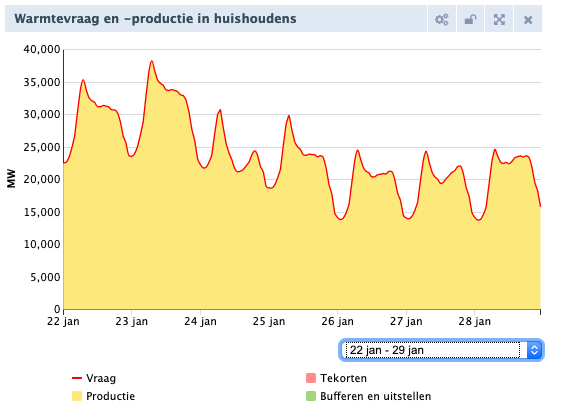 Warmtevraag en -productie in huishoudens
40,000
35,000
30,000
25,000
20,000
15,000
10,000
5,000
0
MW
22 jan 23 jan 24 jan 25 jan 26 jan 27 jan 28 jan
22 jan - 29 jan
Vraag Tekorten
Productie Bufferen en uitstellen